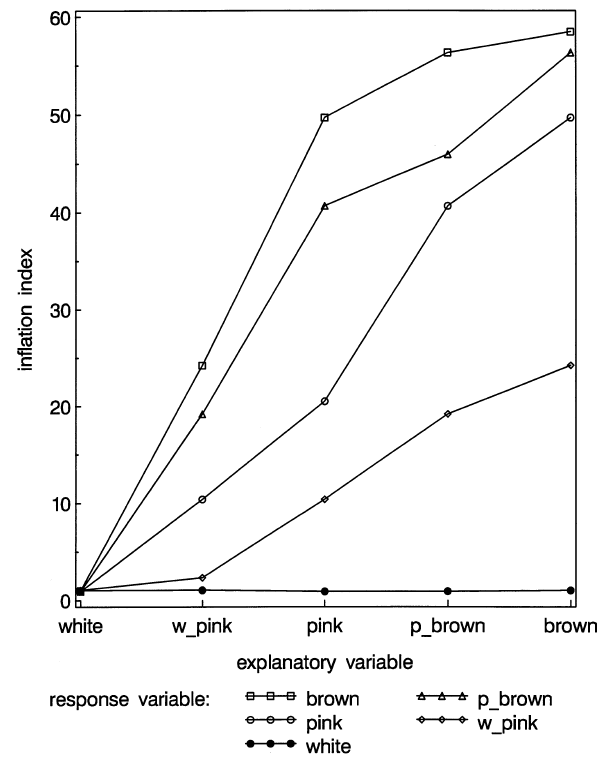 60
50
40
30
20
10
0
inflation index
white w_pink pink p_brown brown
explanatory variable
response variable: brown p_brown
pink w_pink
white